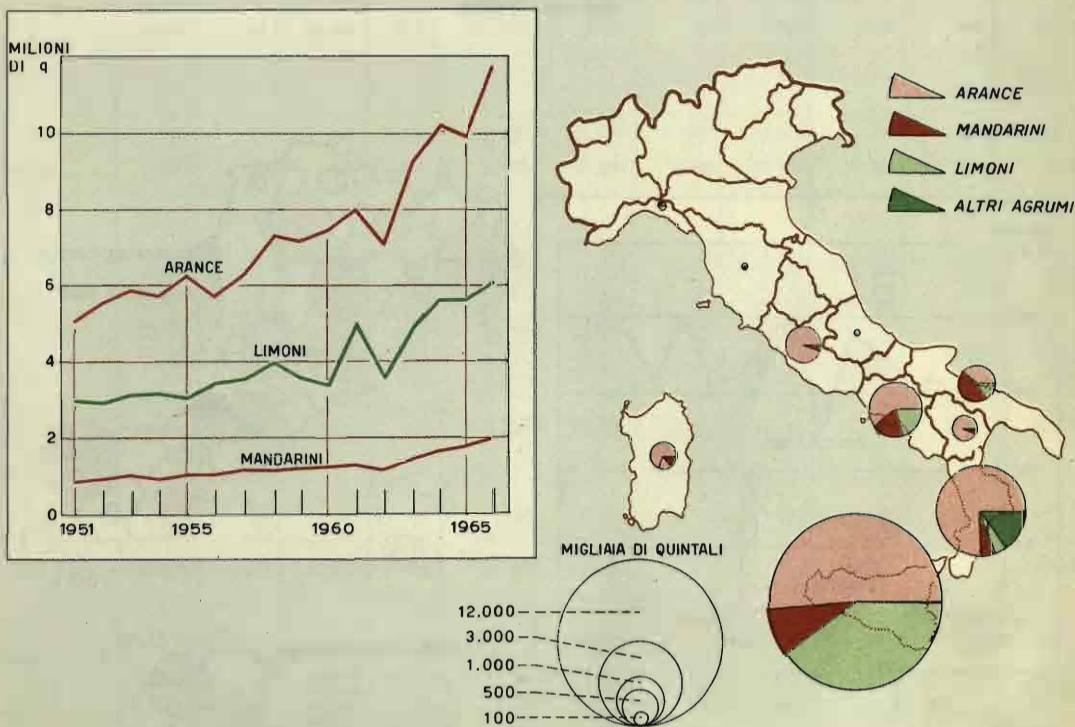 MILIONI
DI q
10
8
6
4
2
0
ARANCE
LIMONI
MANDARINI
1951
1955
1960
1965
ARANCE
MANDARINI
LIMONI
ALTRI AGRUMI
MIGLIAIA DI QUINTALI
12.000
3.000
1.000
500
100